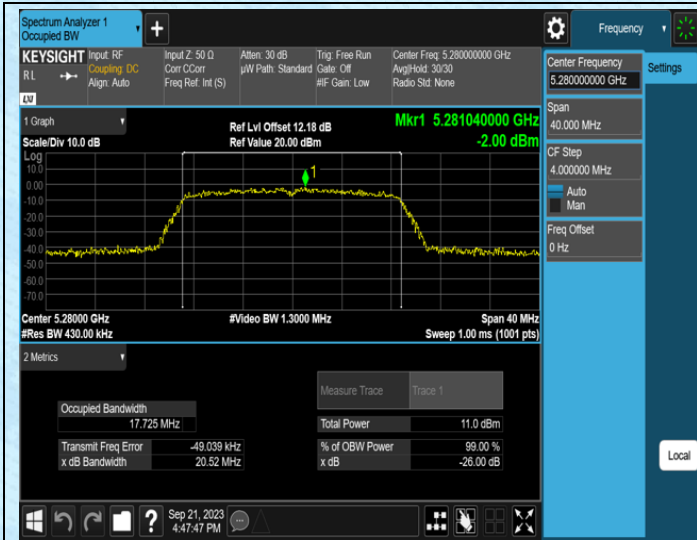 Spectrum Analyzer 1
Occupied BW
Frequency
KEYSIGHT
RL
LXI
Input: RF
Coupling: DC
Align: Auto
Input Z: 50 Ω
Corr CCorr
Freq Ref: Int (S)
Atten: 30 dB
µW Path: Standard
Trig: Free Run
Gate: Off
#IF Gain: Low
Center Freq: 5.280000000 GHz
Avg|Hold: 30/30
Radio Std: None
Center Frequency
5.280000000 GHz
Settings
Span
40.000 MHz
CF Step
4.000000 MHz
Auto
Man
Freq Offset
0 Hz
1 Graph
Scale/Div 10.0 dB
Ref Lvl Offset 12.18 dB
Ref Value 20.00 dBm
Mkr1 5.281040000 GHz
-2.00 dBm
Log
10.0
0.00
-10.0
-20.0
-30.0
-40.0
-50.0
-60.0
-70.0
1
Center 5.28000 GHz
#Res BW 430.00 kHz
#Video BW 1.3000 MHz
Span 40 MHz
Sweep 1.00 ms (1001 pts)
2 Metrics
Measure Trace Trace 1
Occupied Bandwidth
17.725 MHz
Total Power 11.0 dBm
Transmit Freq Error -49.039 kHz
% of OBW Power 99.00 %
x dB Bandwidth 20.52 MHz
x dB -26.00 dB
Local
?
Sep 21, 2023
4:47:47 PM